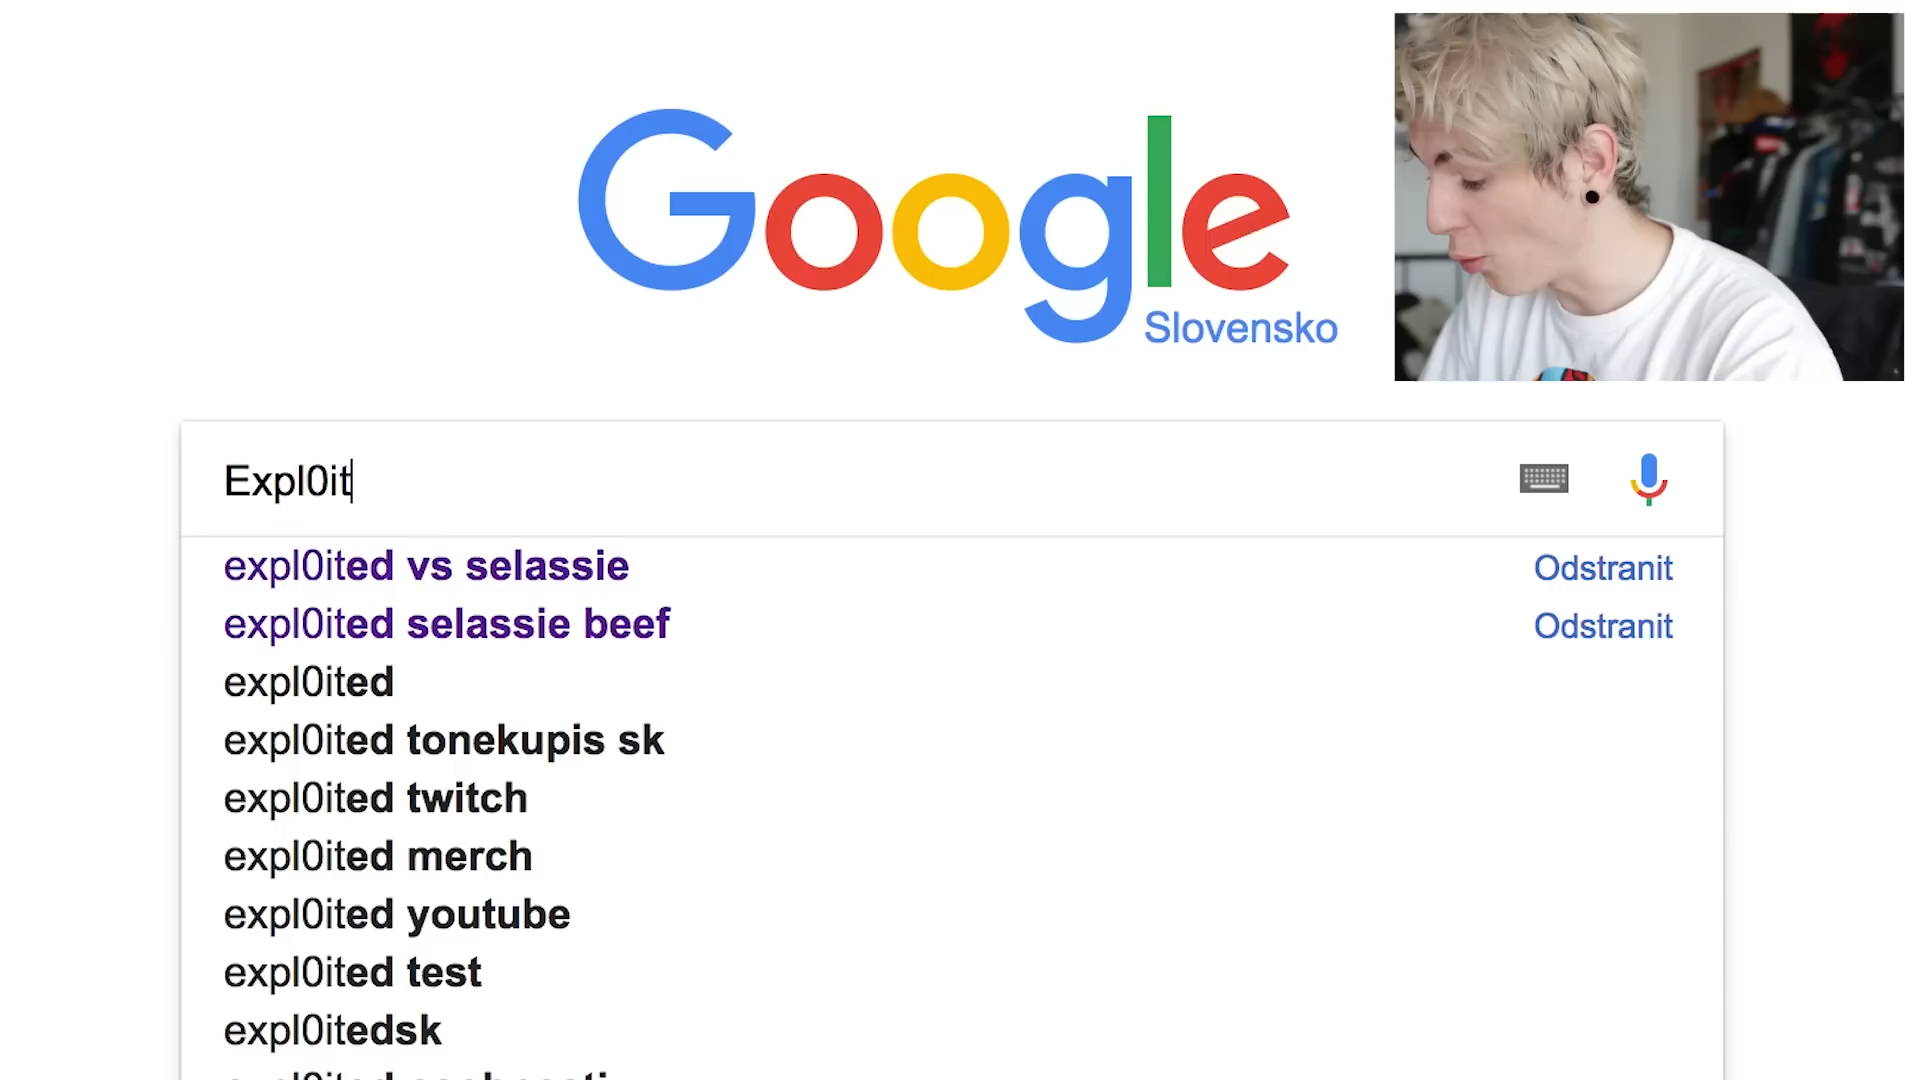 Google
Slovensko
Expl0it
expl0ited vs selassie Odstranit
expl0ited selassie beef Odstranit
expl0ited
expl0ited tonekupis sk
expl0ited twitch
expl0ited merch
expl0ited youtube
expl0ited test
expl0itedsk
expl0ited